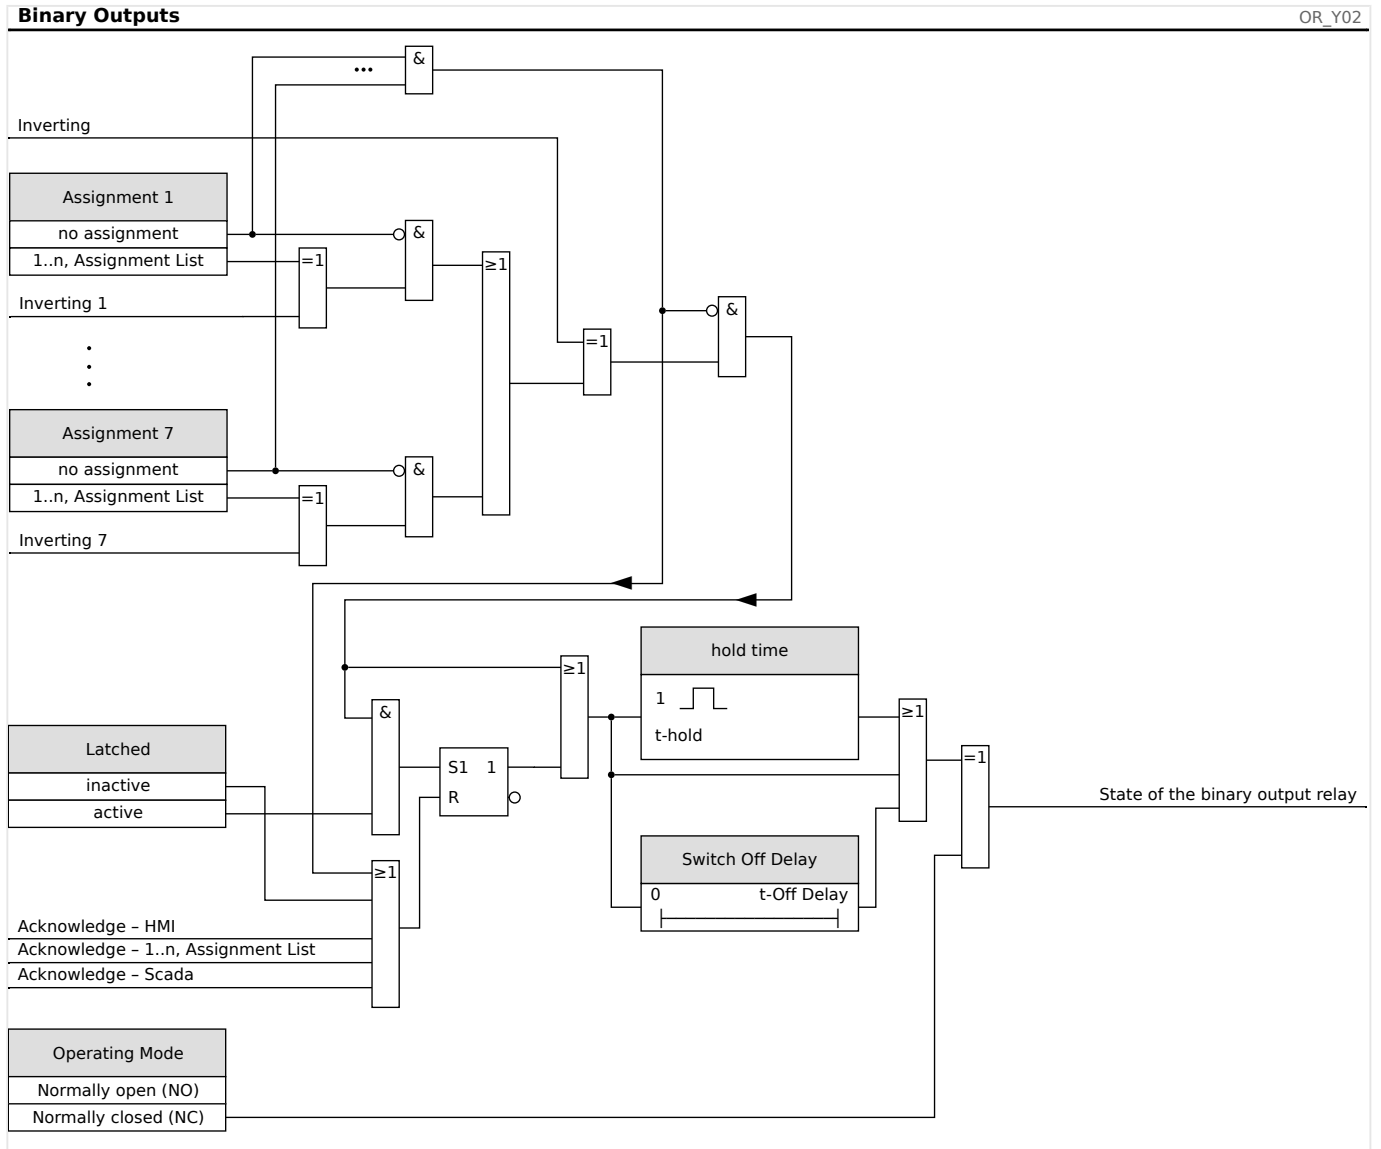 Binary Outputs
OR_Y02
&
Inverting
Assignment 1
no assignment
&
1..n, Assignment List
=1
≥1
Inverting 1
&
=1
Assignment 7
no assignment
&
1..n, Assignment List
=1
Inverting 7
hold time
≥1
1
t-hold
&
≥1
Latched
inactive
active
S1 1
R
=1
State of the binary output relay
Switch Off Delay
0 t-Off Delay
≥1
Acknowledge – HMI
Acknowledge – 1..n, Assignment List
Acknowledge – Scada
Operating Mode
Normally open (NO)
Normally closed (NC)